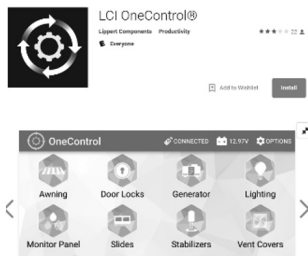 LCI OneControl®
Lippert Components Productivity
22
Everyone
Add to Wishlist
Install
OneControl CONNECTED 12.97V OPTIONS
Awning Door Locks Generator Lighting
Monitor Panel Slides Stabilizers Vent Covers